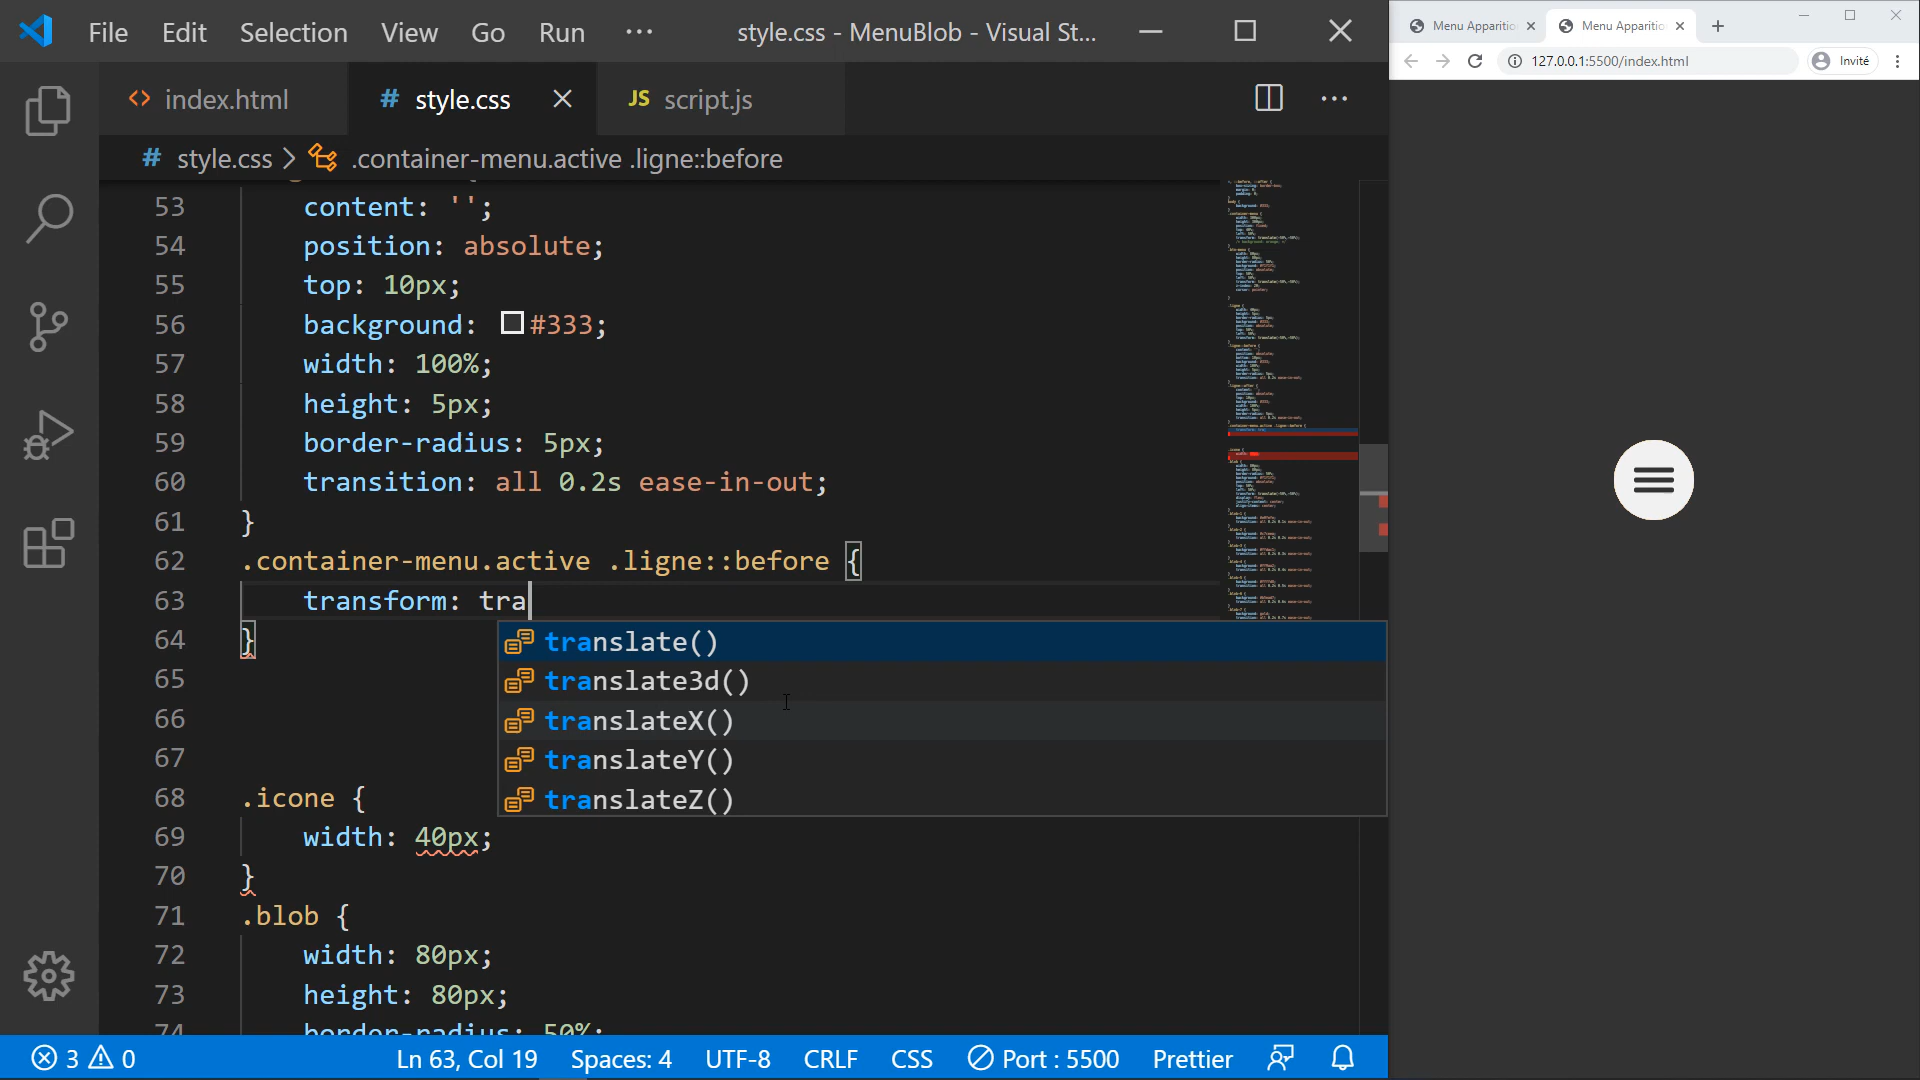 File Edit Selection View Go Run ··· style.css - MenuBlob - Visual St...
Menu Apparitio Menu Apparitio
127.0.0.1:5500/index.html Invité
index.html # style.css JS script.js
# style.css > .container-menu.active .ligne::before
53 content: '';
54 position: absolute;
55 top: 10px;
56 background: #333;
57 width: 100%;
58 height: 5px;
59 border-radius: 5px;
60 transition: all 0.2s ease-in-out;
61 }
62 .container-menu.active .ligne::before {
63 transform: tra
64 }
65
66
67
translate()
translate3d()
translateX()
translateY()
translateZ()
68 .icone {
69 width: 40px;
70 }
71 .blob {
72 width: 80px;
73 height: 80px;
74 border-radius: 50%;
3 0 Ln 63, Col 19 Spaces: 4 UTF-8 CRLF CSS Port : 5500 Prettier